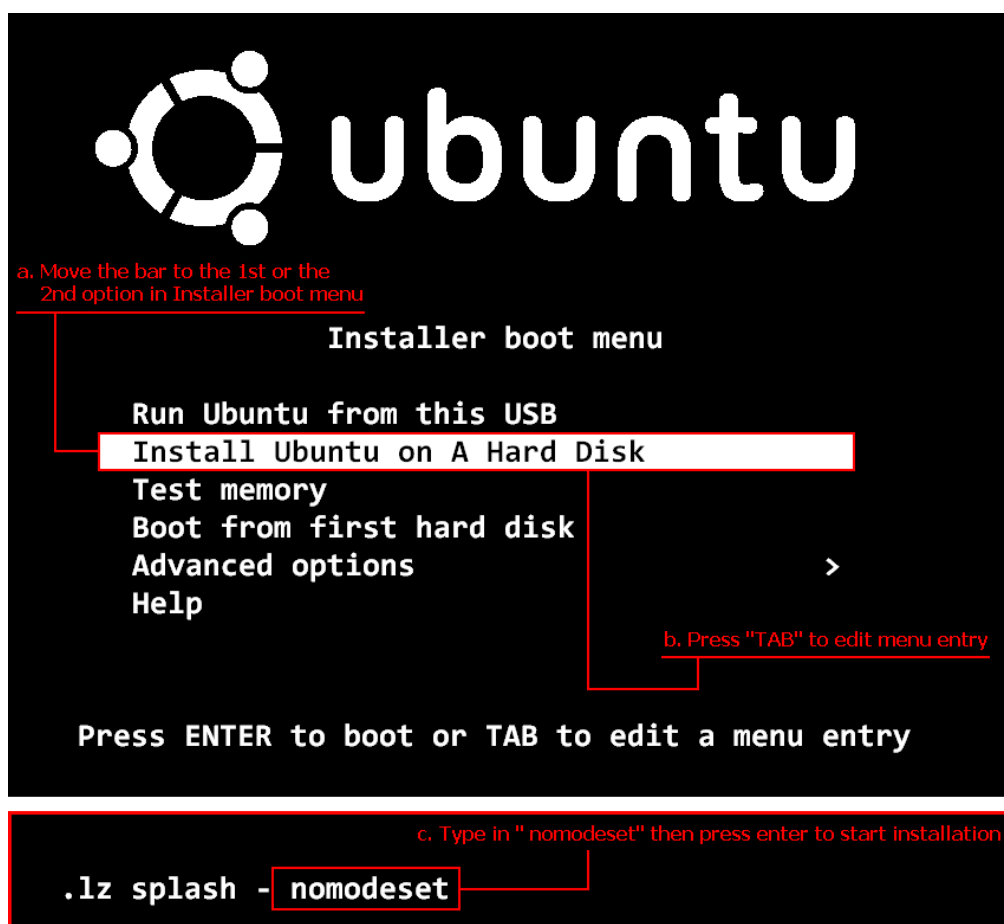 ubuntu
a. Move the bar to the 1st or the
2nd option in Installer boot menu
Installer boot menu
Run Ubuntu from this USB
Install Ubuntu on A Hard Disk
Test memory
Boot from first hard disk
Advanced options >
Help
b. Press "TAB" to edit menu entry
Press ENTER to boot or TAB to edit a menu entry
c. Type in " nomodeset" then press enter to start installation
.lz splash - nomodeset